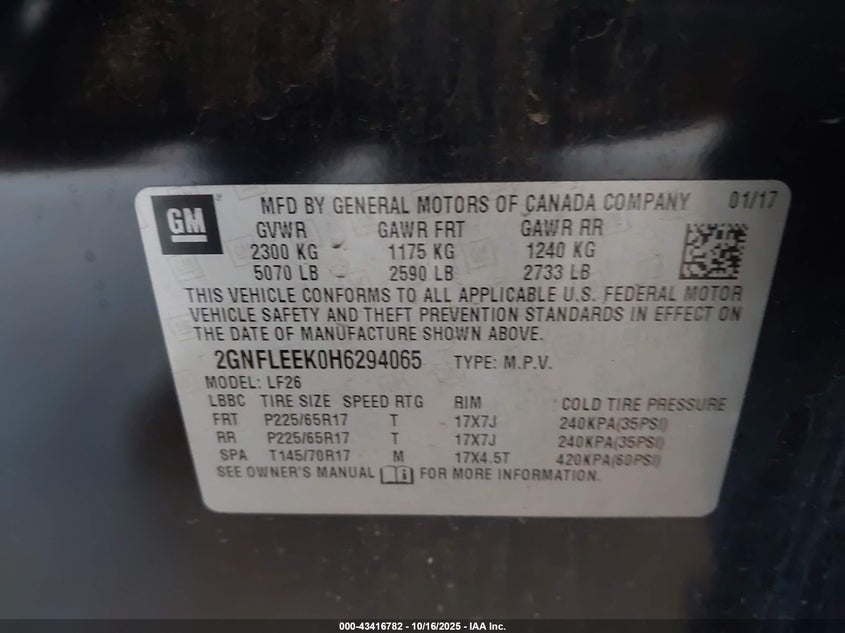 GM MFD BY GENERAL MOTORS OF CANADA COMPANY 01/17
GVWR GAWR FRT GAWR RR
2300 KG 1175 KG 1240 KG
5070 LB 2590 LB 2733 LB
THIS VEHICLE CONFORMS TO ALL APPLICABLE U.S. FEDERAL MOTOR
VEHICLE SAFETY AND THEFT PREVENTION STANDARDS IN EFFECT ON
THE DATE OF MANUFACTURE SHOWN ABOVE.
2GNFLEEK0H6294065 TYPE: M.P.V.
MODEL: LF26
LBBC TIRE SIZE SPEED RTG RIM COLD TIRE PRESSURE
FRT P225/65R17 T 17X7J 240KPA(35PSI)
RR P225/65R17 T 17X7J 240KPA(35PSI)
SPA T145/70R17 M 17X4.5T 420KPA(60PSI)
SEE OWNER'S MANUAL FOR MORE INFORMATION.
000-43416782 - 10/16/2025 - IAA Inc.